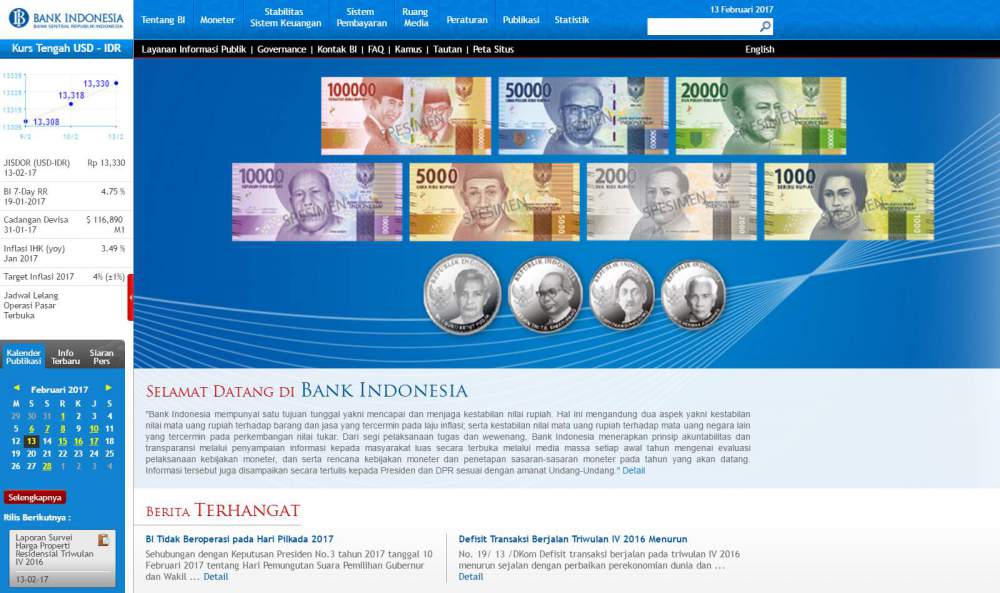 BANK INDONESIA
BANK SENTRAL REPUBLIK INDONESIA
Tentang BI
Moneter
Stabilitas
Sistem Keuangan
Sistem
Pembayaran
Ruang
Media
Peraturan
Publikasi
Statistik
13 Februari 2017
Kurs Tengah USD - IDR
Layanan Informasi Publik | Governance | Kontak BI | FAQ | Kamus | Tautan | Peta Situs
English
13,330
13,318
13,308
9/2 10/2 13/2
JISDOR (USD-IDR) Rp 13,330
13-02-17
BI 7-Day RR 4.75 %
19-01-2017
Cadangan Devisa $ 116,890
31-01-17 M1
Inflasi IHK (yoy) 3.49 %
Jan 2017
Target Inflasi 2017 4% (±1%)
Jadwal Lelang
Operasi Pasar
Terbuka
100000
SPESIMEN
50000
SPESIMEN
20000
SPESIMEN
10000
SPESIMEN
5000
SPESIMEN
2000
SPESIMEN
1000
SPESIMEN
Kalender
Publikasi
Info
Terbaru
Siaran
Pers
Februari 2017
M S S R K J S
29 30 31 1 2 3 4
5 6 7 8 9 10 11
12 13 14 15 16 17 18
19 20 21 22 23 24 25
26 27 28 1 2 3 4
Selengkapnya
Rilis Berikutnya :
Laporan Survei
Harga Properti
Residensial Triwulan
IV 2016
13-02-17
SELAMAT DATANG DI BANK INDONESIA
"Bank Indonesia mempunyai satu tujuan tunggal yakni mencapai dan menjaga kestabilan nilai rupiah. Hal ini mengandung dua aspek yakni kestabilan
nilai mata uang rupiah terhadap barang dan jasa yang tercermin pada laju inflasi; serta kestabilan nilai mata uang rupiah terhadap mata uang negara lain
yang tercermin pada perkembangan nilai tukar. Dari segi pelaksanaan tugas dan wewenang, Bank Indonesia menerapkan prinsip akuntabilitas dan
transparansi melalui penyampaian informasi kepada masyarakat luas secara terbuka melalui media massa setiap awal tahun mengenai evaluasi
pelaksanaan kebijakan moneter, dan serta rencana kebijakan moneter dan penetapan sasaran-sasaran moneter pada tahun yang akan datang.
Informasi tersebut juga disampaikan secara tertulis kepada Presiden dan DPR sesuai dengan amanat Undang-Undang." Detail
BERITA TERHANGAT
BI Tidak Beroperasi pada Hari Pilkada 2017
Sehubungan dengan Keputusan Presiden No.3 tahun 2017 tanggal 10
Februari 2017 tentang Hari Pemungutan Suara Pemilihan Gubernur
dan Wakil ... Detail
Defisit Transaksi Berjalan Triwulan IV 2016 Menurun
No. 19/ 13 /DKom Defisit transaksi berjalan pada triwulan IV 2016
menurun sejalan dengan perbaikan perekonomian dunia dan ...
Detail